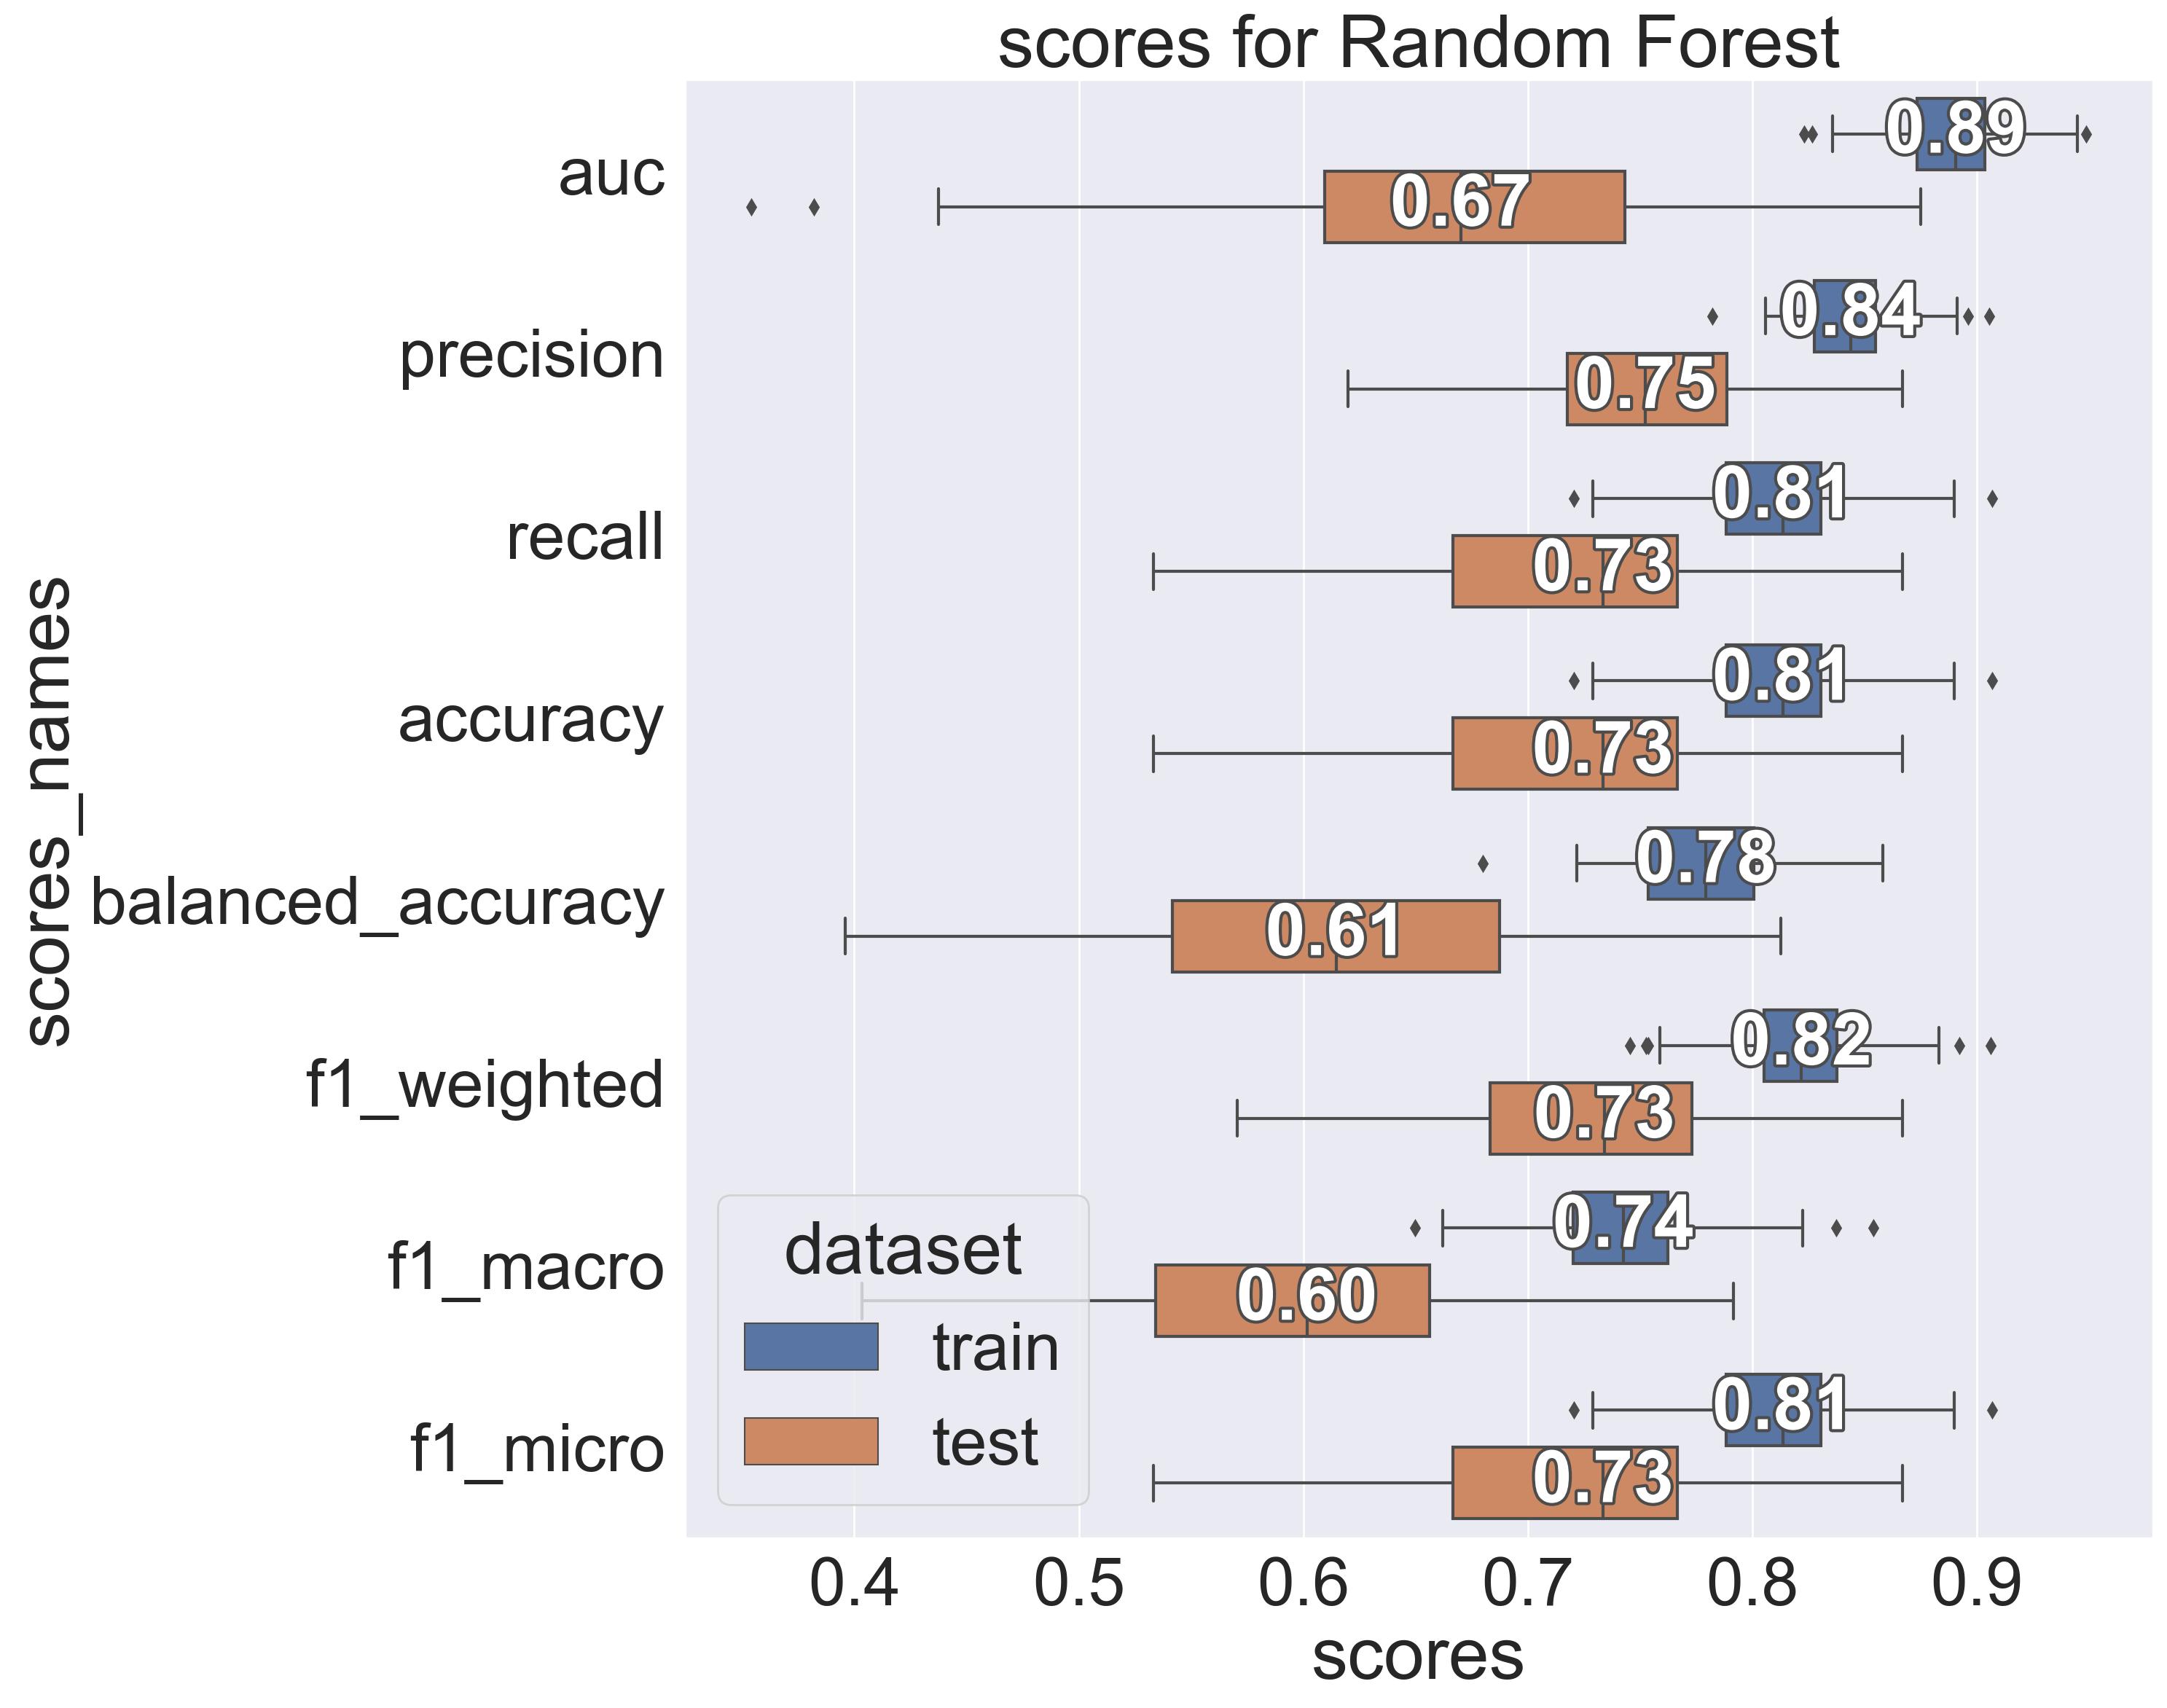 scores for Random Forest
scores_names
auc
0.89
0.67
precision
0.84
0.75
recall
0.81
0.73
accuracy
0.81
0.73
balanced_accuracy
0.78
0.61
f1_weighted
0.82
0.73
f1_macro
0.74
0.60
f1_micro
0.81
0.73
dataset
train
test
0.4 0.5 0.6 0.7 0.8 0.9
scores